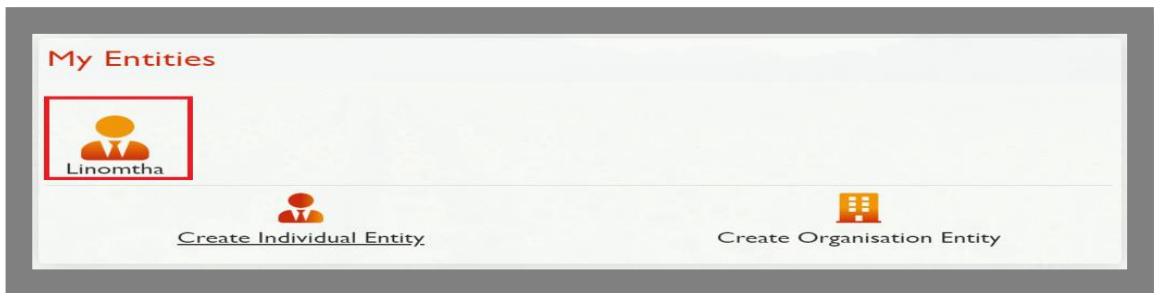 My Entities
Linomtha
Create Individual Entity
Create Organisation Entity